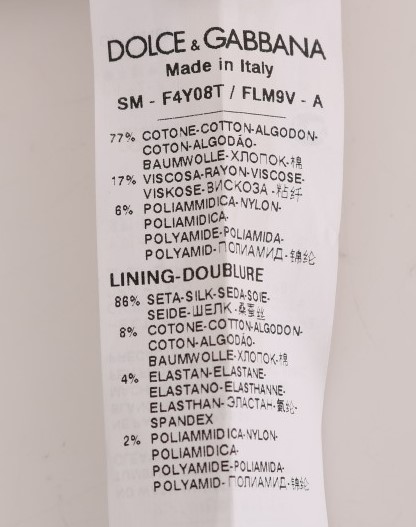 DOLCE & GABBANA
Made in Italy
SM - F4Y08T / FLM9V - A
77% COTONE-COTTON-ALGODON-
COTON-ALGODÃO-
BAUMWOLLE-ХЛОПОК-棉
17% VISCOSA-RAYON-VISCOSE-
VISKOSE-ВИСКОЗА-粘纤
6% POLIAMMIDICA-NYLON-
POLIAMIDICA-
POLYAMIDE-POLIAMIDA-
POLYAMID-ПОЛИАМИД-锦纶
LINING-DOUBLURE
86% SETA-SILK-SEDA-SOIE-
SEIDE-ШЕЛК-桑蚕丝
8% COTONE-COTTON-ALGODON-
COTON-ALGODÃO-
BAUMWOLLE-ХЛОПОК-棉
4% ELASTAN-ELASTANE-
ELASTANO-ELASTHANNE-
ELASTHAN-ЭЛАСТАН-氨纶-
SPANDEX
2% POLIAMMIDICA-NYLON-
POLIAMIDICA-
POLYAMIDE-POLIAMIDA-
POLYAMID-ПОЛИАМИД-锦纶